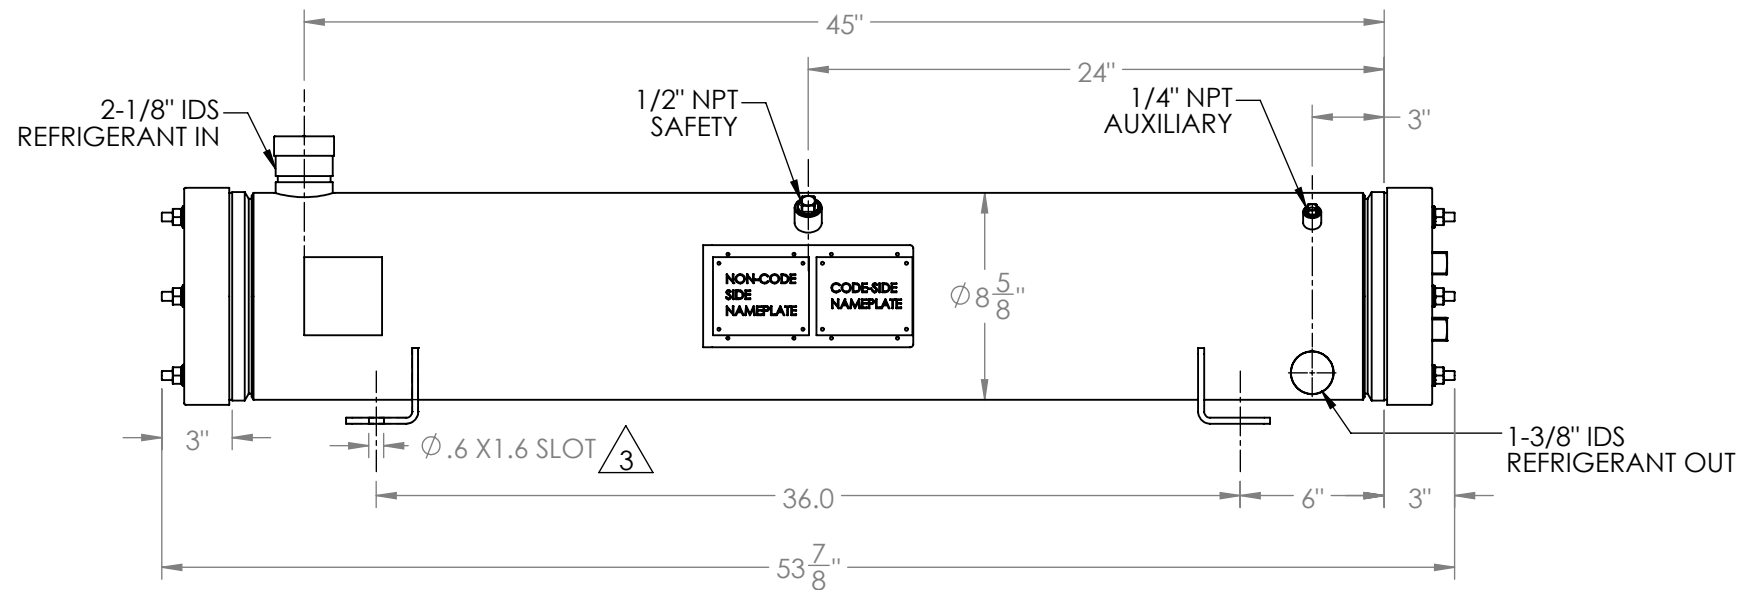 45"
24"
2-1/8" IDS
REFRIGERANT IN
1/2" NPT
SAFETY
1/4" NPT
AUXILIARY
3"
NON-CODE
SIDE
NAMEPLATE
CODE-SIDE
NAMEPLATE
∅8 5/8"
3"
∅.6 X1.6 SLOT
3
1-3/8" IDS
REFRIGERANT OUT
36.0
6"
3"
53 7/8"